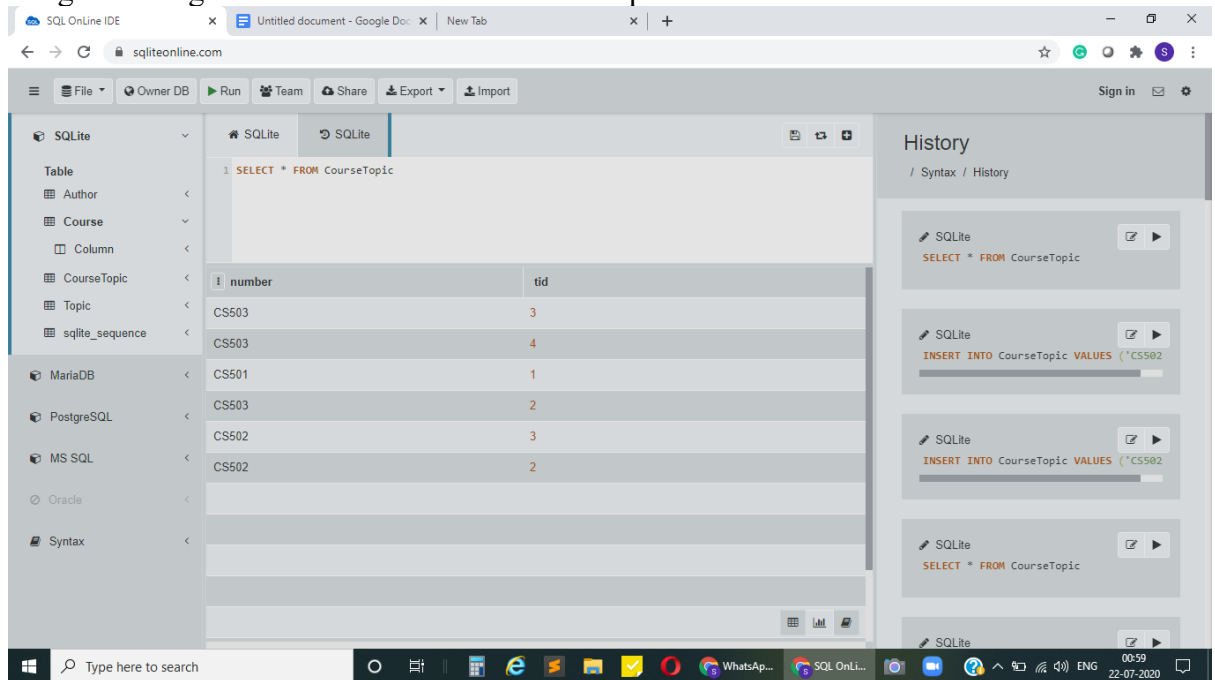 SQL OnLine IDE
Untitled document - Google Doc
New Tab
sqliteonline.com
S
File
Owner DB
Run
Team
Share
Export
Import
Sign in
SQLite
Table
Author
Course
Column
CourseTopic
Topic
sqlite_sequence
MariaDB
PostgreSQL
MS SQL
Oracle
Syntax
SQLite
SQLite
1 SELECT * FROM CourseTopic
number tid
CS503 3
CS503 4
CS501 1
CS503 2
CS502 3
CS502 2
History
/ Syntax / History
SQLite
SELECT * FROM CourseTopic
SQLite
INSERT INTO CourseTopic VALUES ('CS502
SQLite
INSERT INTO CourseTopic VALUES ('CS502
SQLite
SELECT * FROM CourseTopic
SQLite
Type here to search
WhatsAp...
SQL OnLi...
ENG
00:59
22-07-2020